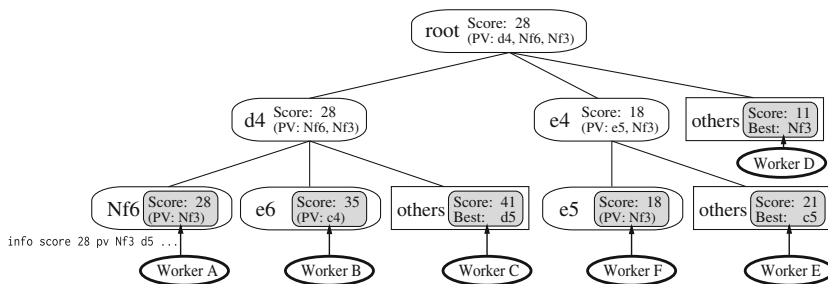 root Score: 28
(PV: d4, Nf6, Nf3)
d4 Score: 28
(PV: Nf6, Nf3)
e4 Score: 18
(PV: e5, Nf3)
others Score: 11
Best: Nf3
Worker D
Nf6 Score: 28
(PV: Nf3)
e6 Score: 35
(PV: c4)
others Score: 41
Best: d5
e5 Score: 18
(PV: Nf3)
others Score: 21
Best: c5
info score 28 pv Nf3 d5 ...
Worker A
Worker B
Worker C
Worker F
Worker E